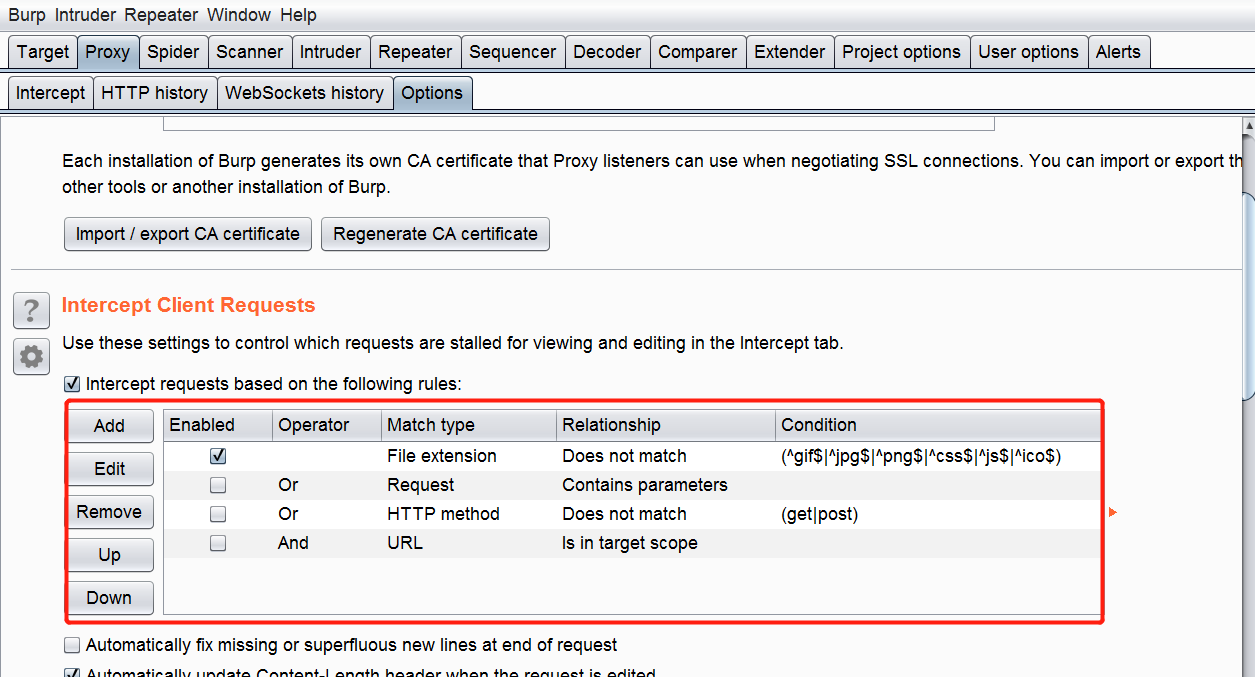 Burp Intruder Repeater Window Help
Target Proxy Spider Scanner Intruder Repeater Sequencer Decoder Comparer Extender Project options User options Alerts
Intercept HTTP history WebSockets history Options
Each installation of Burp generates its own CA certificate that Proxy listeners can use when negotiating SSL connections. You can import or export th
other tools or another installation of Burp.
Import / export CA certificate Regenerate CA certificate
? Intercept Client Requests
Use these settings to control which requests are stalled for viewing and editing in the Intercept tab.
Intercept requests based on the following rules:
Add Enabled Operator Match type Relationship Condition
File extension Does not match (^gif$|^jpg$|^png$|^css$|^js$|^ico$)
Edit
Or Request Contains parameters
Remove Or HTTP method Does not match (get|post)
And URL Is in target scope
Up
Down
Automatically fix missing or superfluous new lines at end of request
Automatically update Content-Length header when the request is edited